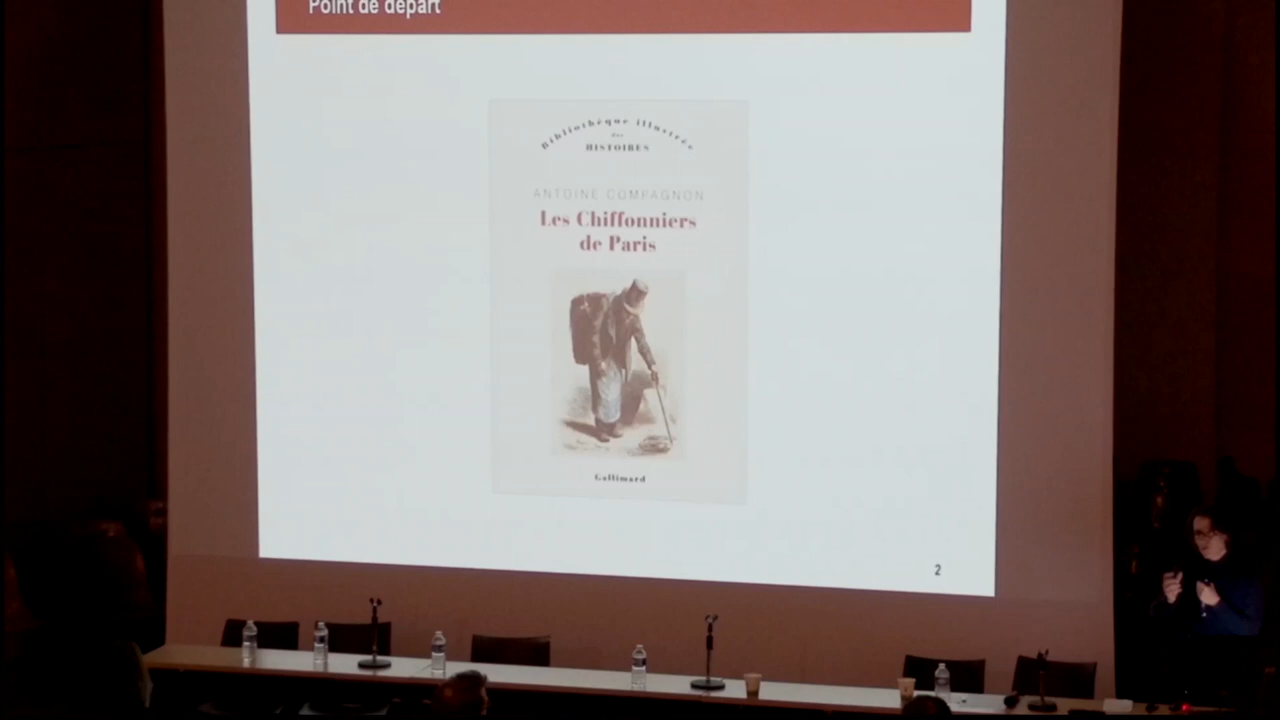 Point de départ
Bibliothèque illustrée
des
HISTOIRES
ANTOINE COMPAGNON
Les Chiffonniers
de Paris
Gallimard
2